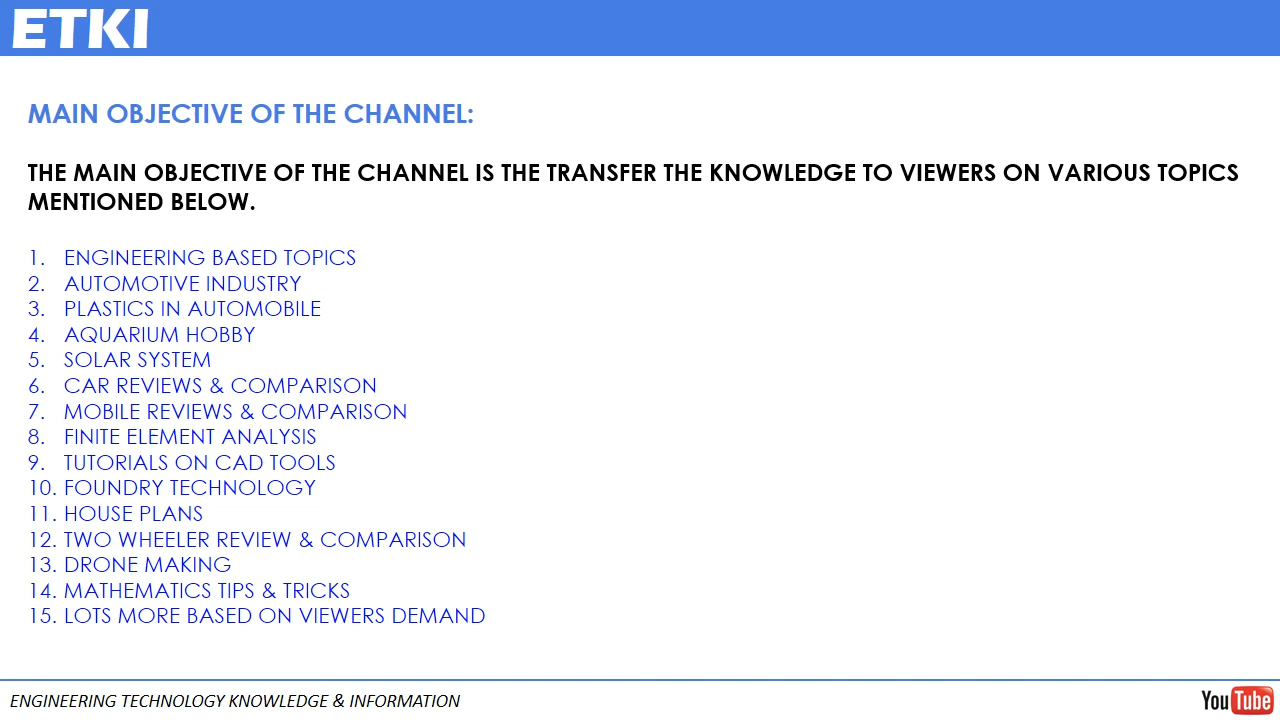 ETKI
MAIN OBJECTIVE OF THE CHANNEL:
THE MAIN OBJECTIVE OF THE CHANNEL IS THE TRANSFER THE KNOWLEDGE TO VIEWERS ON VARIOUS TOPICS
MENTIONED BELOW.
1. ENGINEERING BASED TOPICS
2. AUTOMOTIVE INDUSTRY
3. PLASTICS IN AUTOMOBILE
4. AQUARIUM HOBBY
5. SOLAR SYSTEM
6. CAR REVIEWS & COMPARISON
7. MOBILE REVIEWS & COMPARISON
8. FINITE ELEMENT ANALYSIS
9. TUTORIALS ON CAD TOOLS
10. FOUNDRY TECHNOLOGY
11. HOUSE PLANS
12. TWO WHEELER REVIEW & COMPARISON
13. DRONE MAKING
14. MATHEMATICS TIPS & TRICKS
15. LOTS MORE BASED ON VIEWERS DEMAND
ENGINEERING TECHNOLOGY KNOWLEDGE & INFORMATION
YouTube